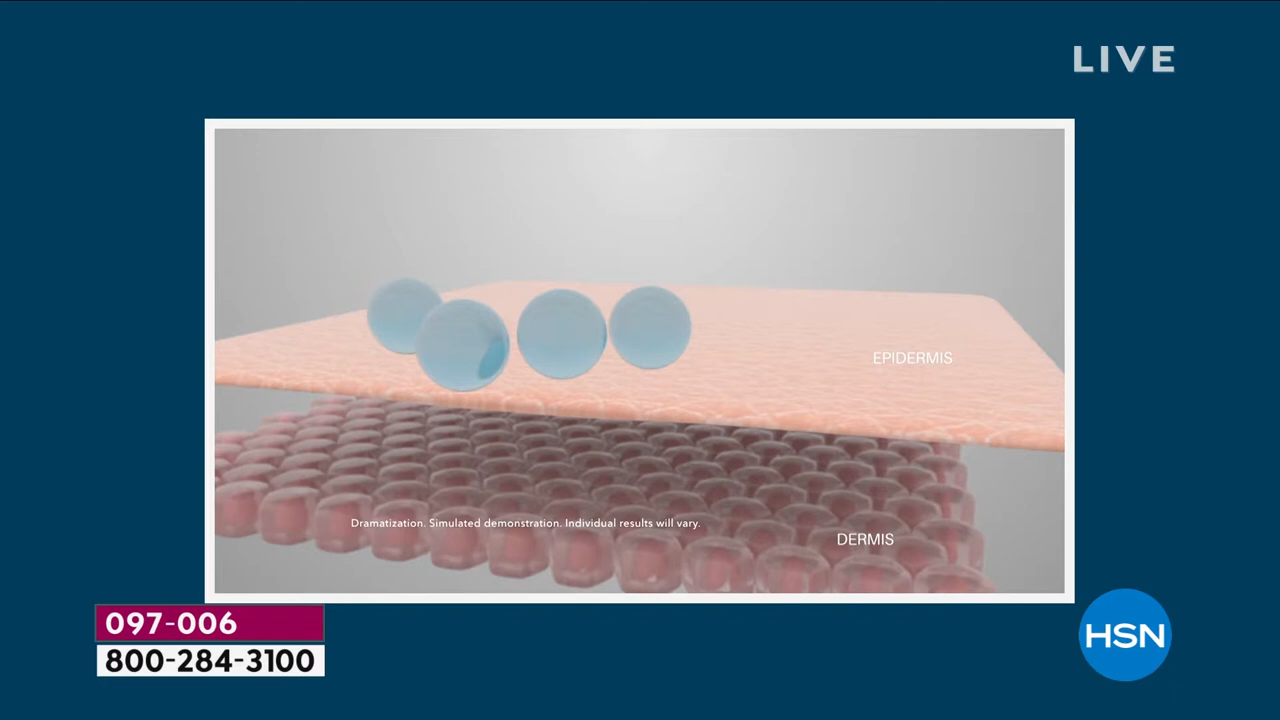 LIVE
EPIDERMIS
Dramatization. Simulated demonstration. Individual results will vary.
DERMIS
097-006
800-284-3100
HSN